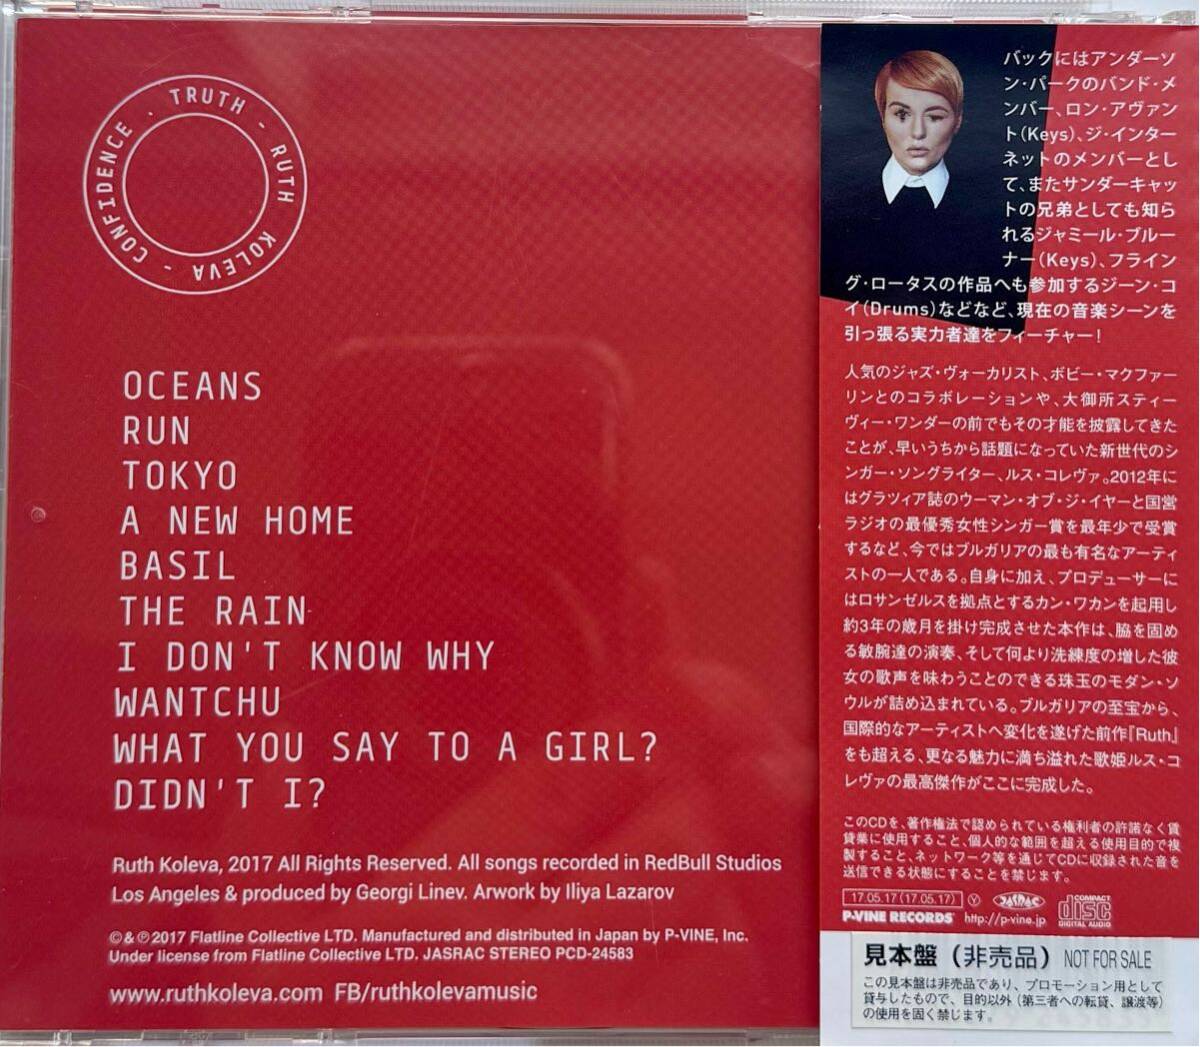 CONFIDENCE . TRUTH - RUTH KOLEVA -
OCEANS
RUN
TOKYO
A NEW HOME
BASIL
THE RAIN
I DON'T KNOW WHY
WANTCHU
WHAT YOU SAY TO A GIRL?
DIDN'T I?
Ruth Koleva, 2017 All Rights Reserved. All songs recorded in RedBull Studios
Los Angeles & produced by Georgi Linev. Arwork by Iliya Lazarov
©&℗2017 Flatline Collective LTD. Manufactured and distributed in Japan by P-VINE, Inc.
Under license from Flatline Collective LTD. JASRAC STEREO PCD-24583
www.ruthkoleva.com FB/ruthkolevamusic
バックにはアンダーソ
ン・パークのバンド・メ
ンバー、ロン・アヴァン
ト(Keys)、ジ・インター
ネットのメンバーとし
て、またサンダーキャッ
トの兄弟としても知ら
れるジャミール・ブルー
ナー(Keys)、フライン
グ・ロータスの作品へも参加するジーン・コ
イ(Drums)などなど、現在の音楽シーンを
引っ張る実力者達をフィーチャー!
人気のジャズ・ヴォーカリスト、ボビー・マクファー
リンとのコラボレーションや、大御所スティー
ヴィー・ワンダーの前でもその才能を披露してきた
ことが、早いうちから話題になっていた新世代のシ
ンガー・ソングライター、ルス・コレヴァ。2012年に
はグラツィア誌のウーマン・オブ・ジ・イヤーと国営
ラジオの最優秀女性シンガー賞を最年少で受賞
するなど、今ではブルガリアの最も有名なアーティ
ストの一人である。自身に加え、プロデューサーに
はロサンゼルスを拠点とするカン・ワカンを起用し
約3年の歳月を掛け完成させた本作は、脇を固め
る敏腕達の演奏、そして何より洗練度の増した彼
女の歌声を味わうことのできる珠玉のモダン・ソ
ウルが詰め込まれている。ブルガリアの至宝から、
国際的なアーティストへ変化を遂げた前作『Ruth』
をも超える、更なる魅力に満ち溢れた歌姫ルス・コ
レヴァの最高傑作がここに完成した。
このCDを、著作権法で認められている権利者の許諾なく賃
貸業に使用すること、個人的な範囲を超える使用目的で複
製すること、ネットワーク等を通じてCDに収録された音を
送信できる状態にすることを禁じます。
17.05.17(17.05.17) Ⓨ JASRAC COMPACT disc DIGITAL AUDIO
P-VINE RECORDS http://p-vine.jp
見本盤(非売品) NOT FOR SALE
この見本盤は非売品であり、プロモーション用として
貸与したもので、目的以外(第三者への転貸、譲渡等)
の使用を固く禁じます。